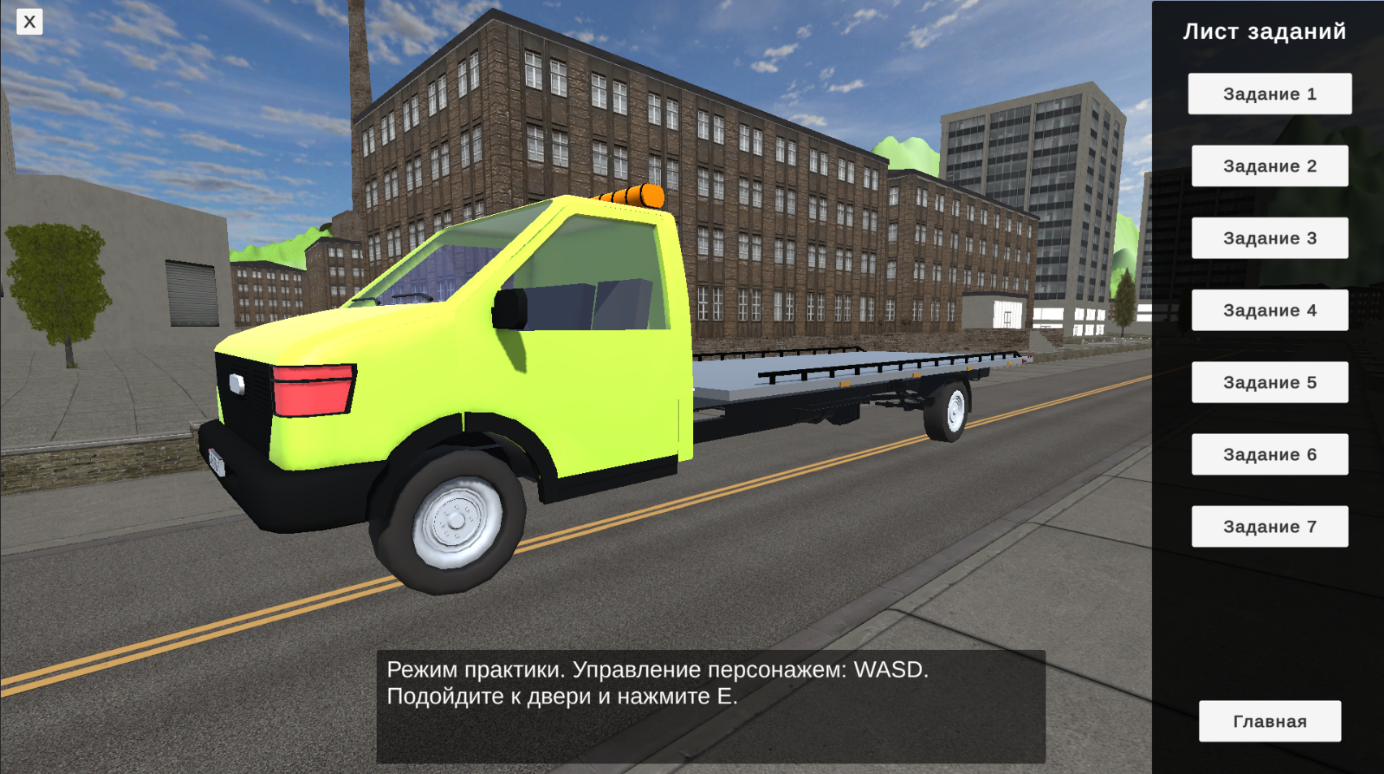 X
Лист заданий
Задание 1
Задание 2
Задание 3
Задание 4
Задание 5
Задание 6
Задание 7
Режим практики. Управление персонажем: WASD.
Подойдите к двери и нажмите E.
Главная